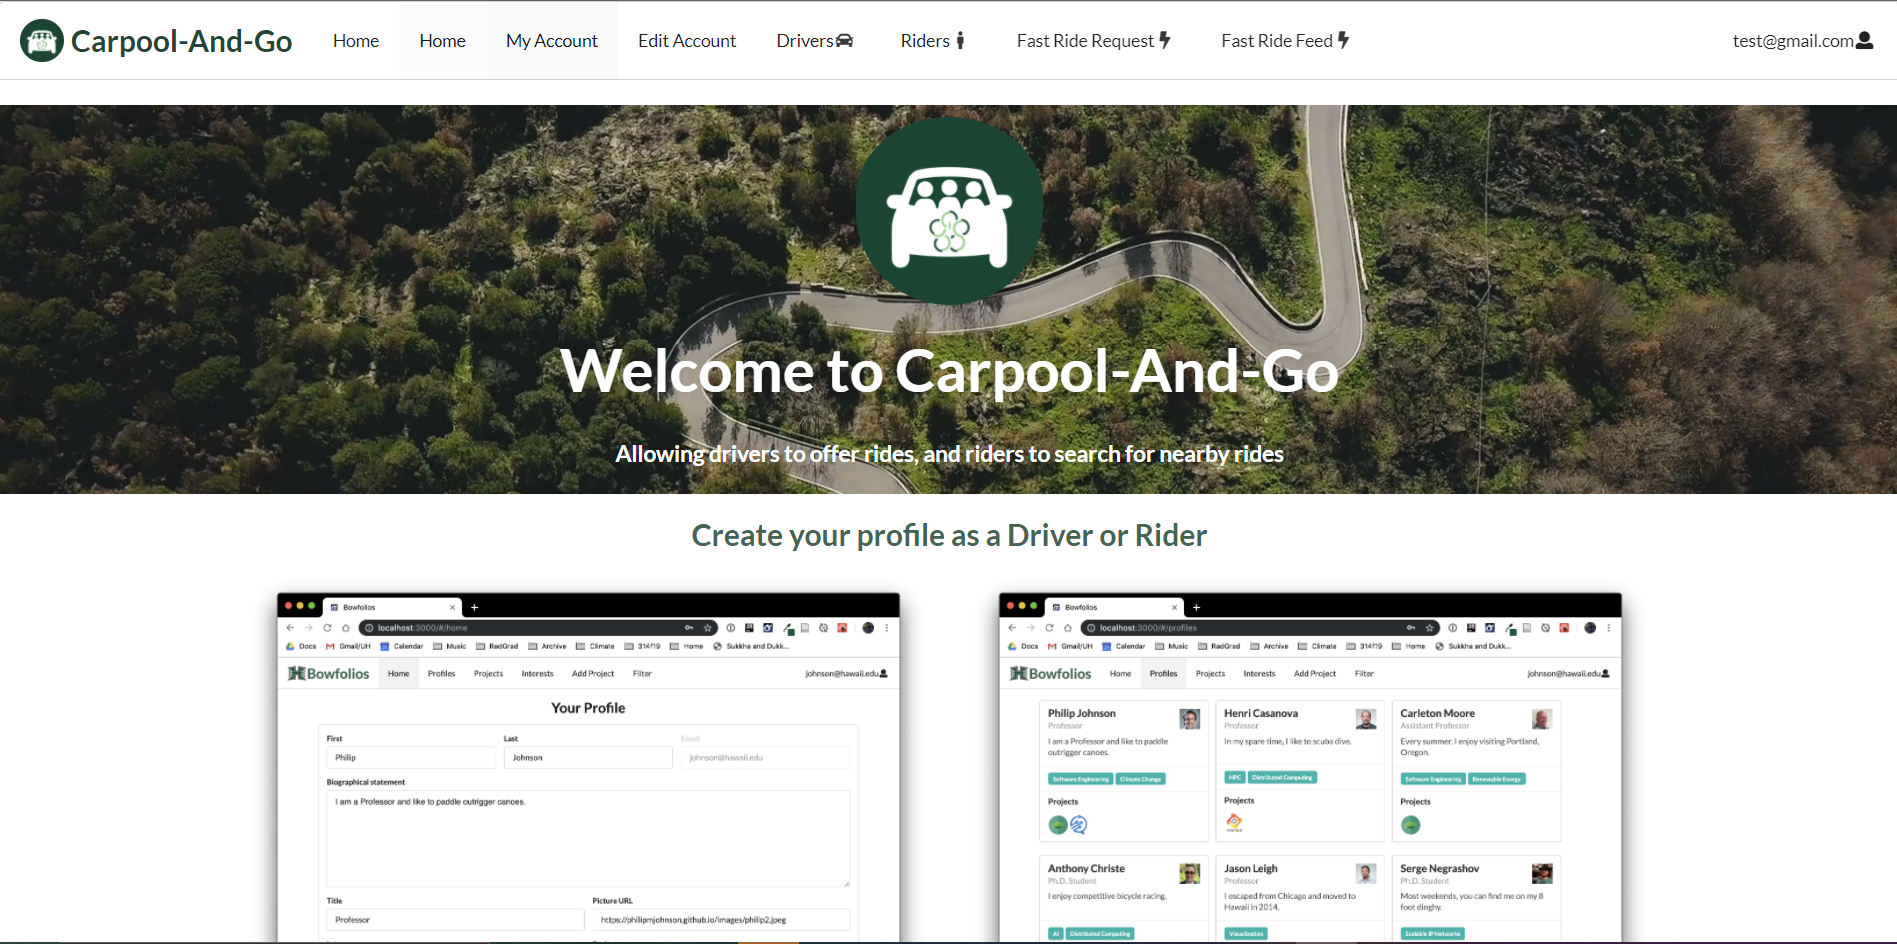 Carpool-And-Go Home Home My Account Edit Account Drivers Riders Fast Ride Request Fast Ride Feed test@gmail.com
Welcome to Carpool-And-Go
Allowing drivers to offer rides, and riders to search for nearby rides
Create your profile as a Driver or Rider
Bowfolios
localhost:3000/#/home
Docs Gmail/UH Calendar Music RadGrad Archive Climate 314f19 Home Sukkha and Dukk...
Bowfolios Home Profiles Projects Interests Add Project Filter johnson@hawaii.edu
Your Profile
First Last Email
Philip Johnson johnson@hawaii.edu
Biographical statement
I am a Professor and like to paddle outrigger canoes.
Title Picture URL
Professor https://philipmjohnson.github.io/images/philip2.jpeg
Bowfolios
localhost:3000/#/profiles
Docs Gmail/UH Calendar Music RadGrad Archive Climate 314f19 Home Sukkha and Dukk...
Bowfolios Home Profiles Projects Interests Add Project Filter johnson@hawaii.edu
Philip Johnson
Professor
I am a Professor and like to paddle
outrigger canoes.
Software Engineering Climate Change
Projects
Henri Casanova
Professor
In my spare time, I like to scuba dive.
HPC Distributed Computing
Projects
Carleton Moore
Assistant Professor
Every summer, I enjoy visiting Portland,
Oregon.
Software Engineering Renewable Energy
Projects
Anthony Christe
Ph.D. Student
I enjoy competitive bicycle racing.
AI Distributed Computing
Jason Leigh
Professor
I escaped from Chicago and moved to
Hawaii in 2014.
Visualization
Serge Negrashov
Ph.D. Student
Most weekends, you can find me on my 8
foot dinghy.
Scalable IP Networks